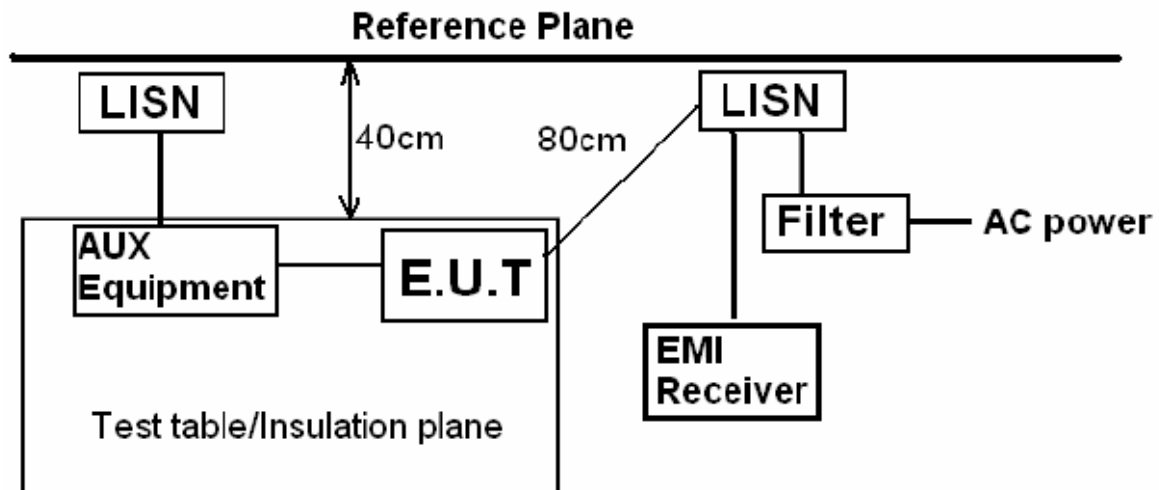 Reference Plane
LISN
LISN
40cm
80cm
Filter
AC power
AUX
Equipment
E.U.T
EMI
Receiver
Test table/Insulation plane